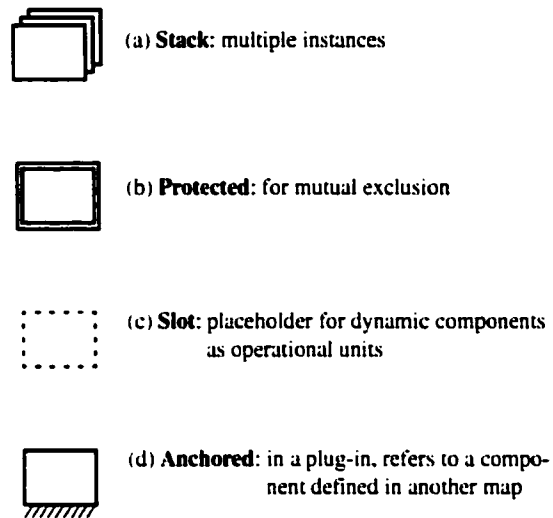 (a) Stack: multiple instances
(b) Protected: for mutual exclusion
(c) Slot: placeholder for dynamic components
as operational units
(d) Anchored: in a plug-in, refers to a compo-
nent defined in another map